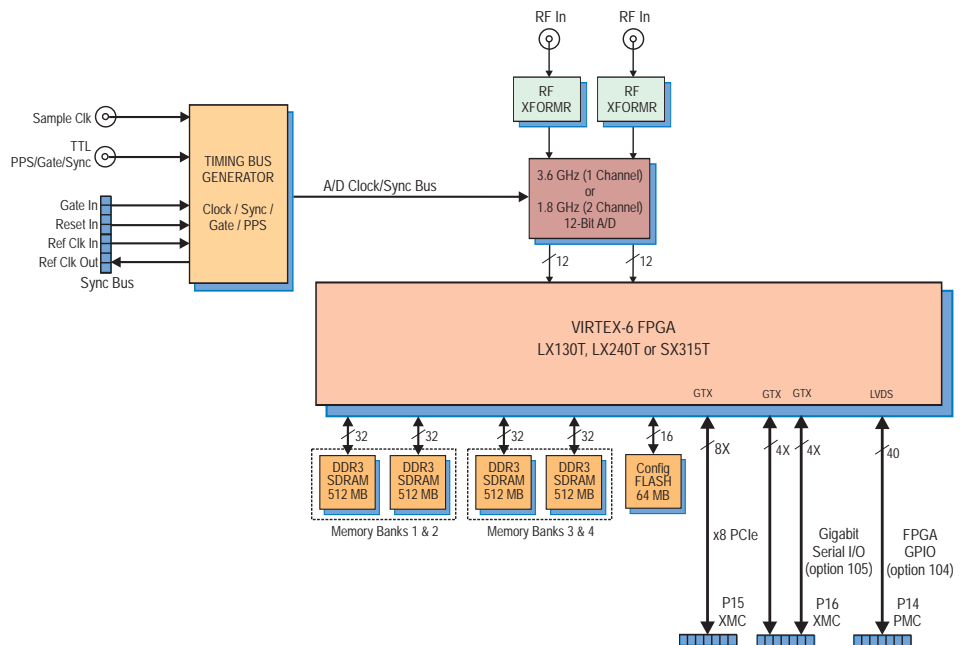 RF In
RF In
RF
XFORMR
RF
XFORMR
Sample Clk
TTL
PPS/Gate/Sync
TIMING BUS
GENERATOR
Clock / Sync /
Gate / PPS
Gate In
Reset In
Ref Clk In
Ref Clk Out
Sync Bus
A/D Clock/Sync Bus
3.6 GHz (1 Channel)
or
1.8 GHz (2 Channel)
12-Bit A/D
12
12
VIRTEX-6 FPGA
LX130T, LX240T or SX315T
GTX
GTX
GTX
LVDS
32
32
32
32
16
8X
4X
4X
40
DDR3
SDRAM
512 MB
DDR3
SDRAM
512 MB
DDR3
SDRAM
512 MB
DDR3
SDRAM
512 MB
Config
FLASH
64 MB
Memory Banks 1 & 2
Memory Banks 3 & 4
x8 PCIe
Gigabit
Serial I/O
(option 105)
FPGA
GPIO
(option 104)
P15
XMC
P16
XMC
P14
PMC